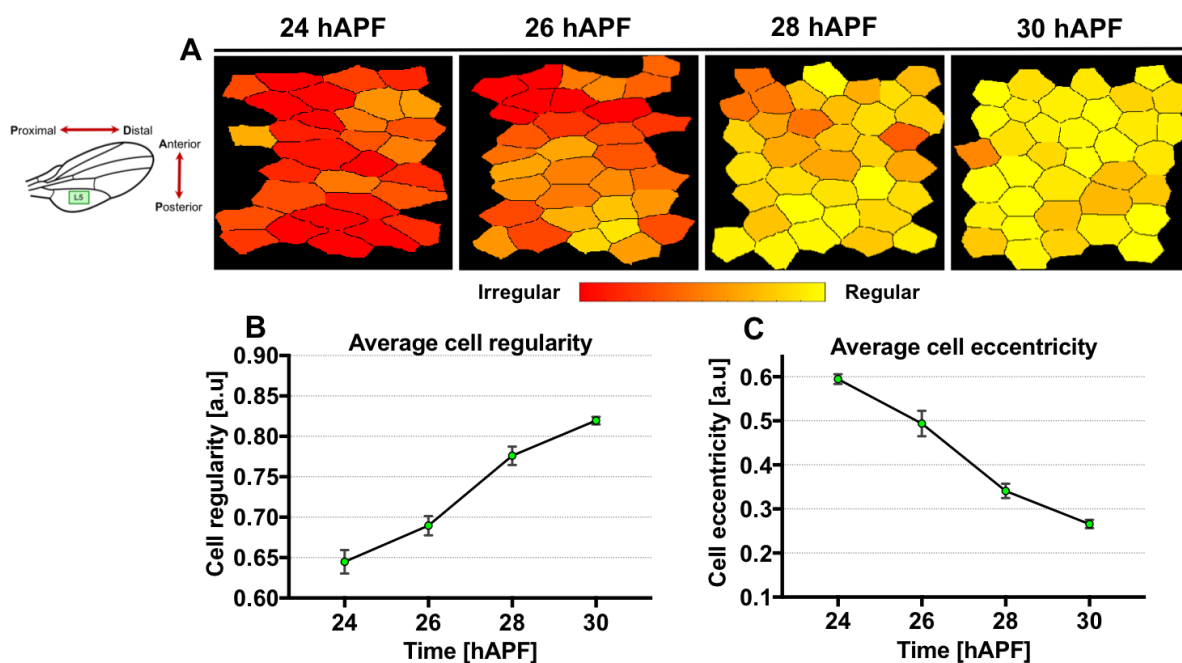 24 hAPF 26 hAPF 28 hAPF 30 hAPF
A
Proximal Distal
Anterior
L5
Posterior
Irregular Regular
B
Average cell regularity
Cell regularity [a.u]
0.90
0.85
0.80
0.75
0.70
0.65
0.60
24 26 28 30
Time [hAPF]
C
Average cell eccentricity
Cell eccentricity [a.u]
0.6
0.5
0.4
0.3
0.2
0.1
24 26 28 30
Time [hAPF]